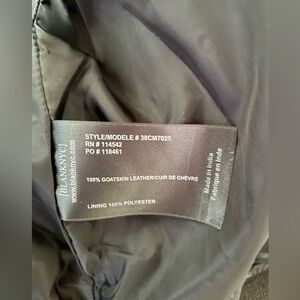 [BLANKNYC]
www.blanknyc.com
STYLE/MODELE # 38CM7025
RN # 114542
PO # 118461
100% GOATSKIN LEATHER/CUIR DE CHÈVRE
LINING 100% POLYESTER
Made in India
Fabrique en Inde